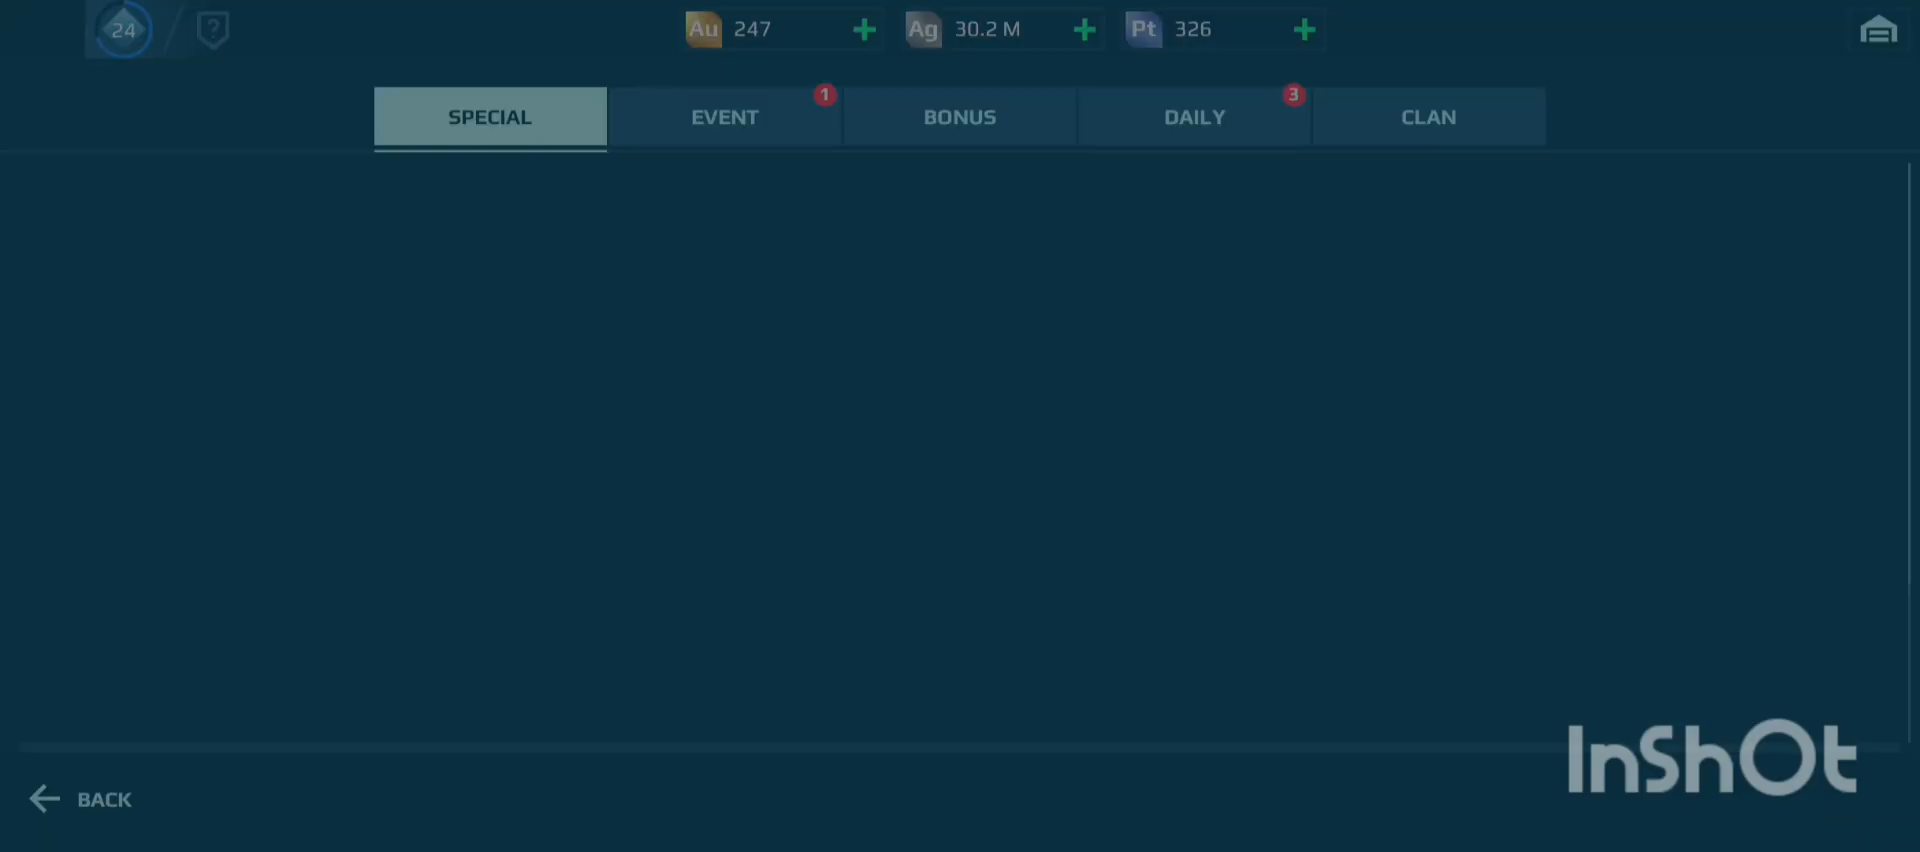 24 ? Au 247 + Ag 30.2 M + Pt 326 +
SPECIAL EVENT 1 BONUS DAILY 3 CLAN
InShOt
BACK